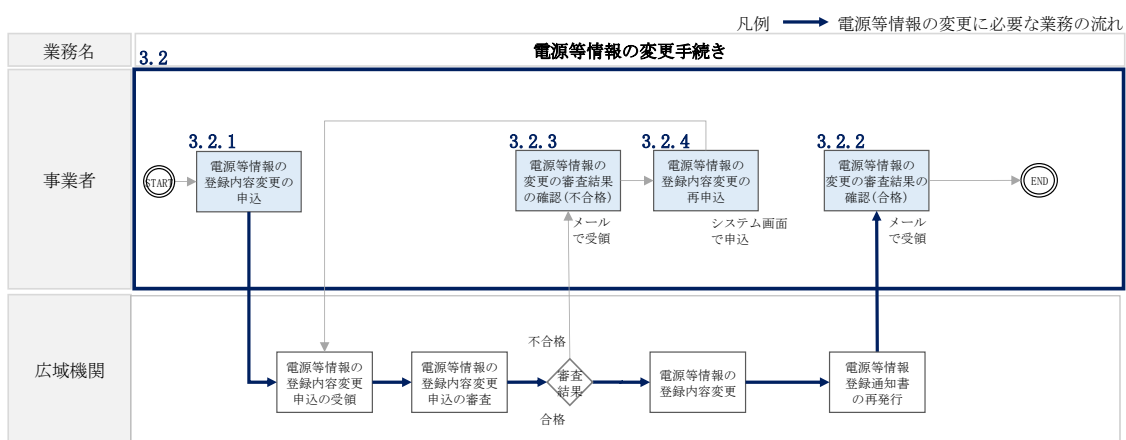 凡例 電源等情報の変更に必要な業務の流れ
業務名
3.2
電源等情報の変更手続き
事業者
START
3.2.1
電源等情報の
登録内容変更の
申込
3.2.3
電源等情報の
変更の審査結果
の確認(不合格)
メール
で受領
3.2.4
電源等情報の
登録内容変更の
再申込
システム画面
で申込
3.2.2
電源等情報の
変更の審査結果の
確認(合格)
メール
で受領
END
広域機関
電源等情報の
登録内容変更
申込の受領
電源等情報の
登録内容変更
申込の審査
不合格
審査
結果
合格
電源等情報の
登録内容変更
電源等情報
登録通知書
の再発行